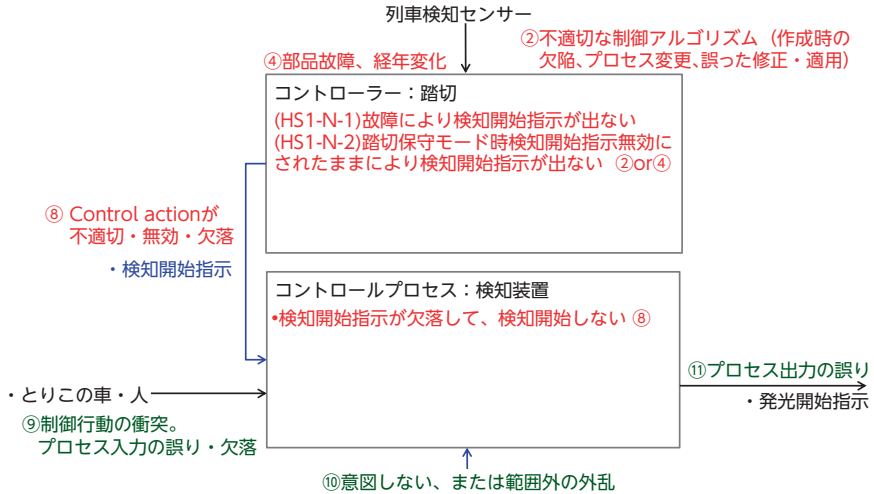 列車検知センサー
②不適切な制御アルゴリズム（作成時の
欠陥、プロセス変更、誤った修正・適用）
④部品故障、経年変化
コントローラー：踏切
(HS1-N-1)故障により検知開始指示が出ない
(HS1-N-2)踏切保守モード時検知開始指示無効に
されたままにより検知開始指示が出ない ②or④
⑧ Control actionが
不適切・無効・欠落
・検知開始指示
コントロールプロセス：検知装置
•検知開始指示が欠落して、検知開始しない ⑧
⑪プロセス出力の誤り
・発光開始指示
・とりこの車・人
⑨制御行動の衝突。
プロセス入力の誤り・欠落
⑩意図しない、または範囲外の外乱